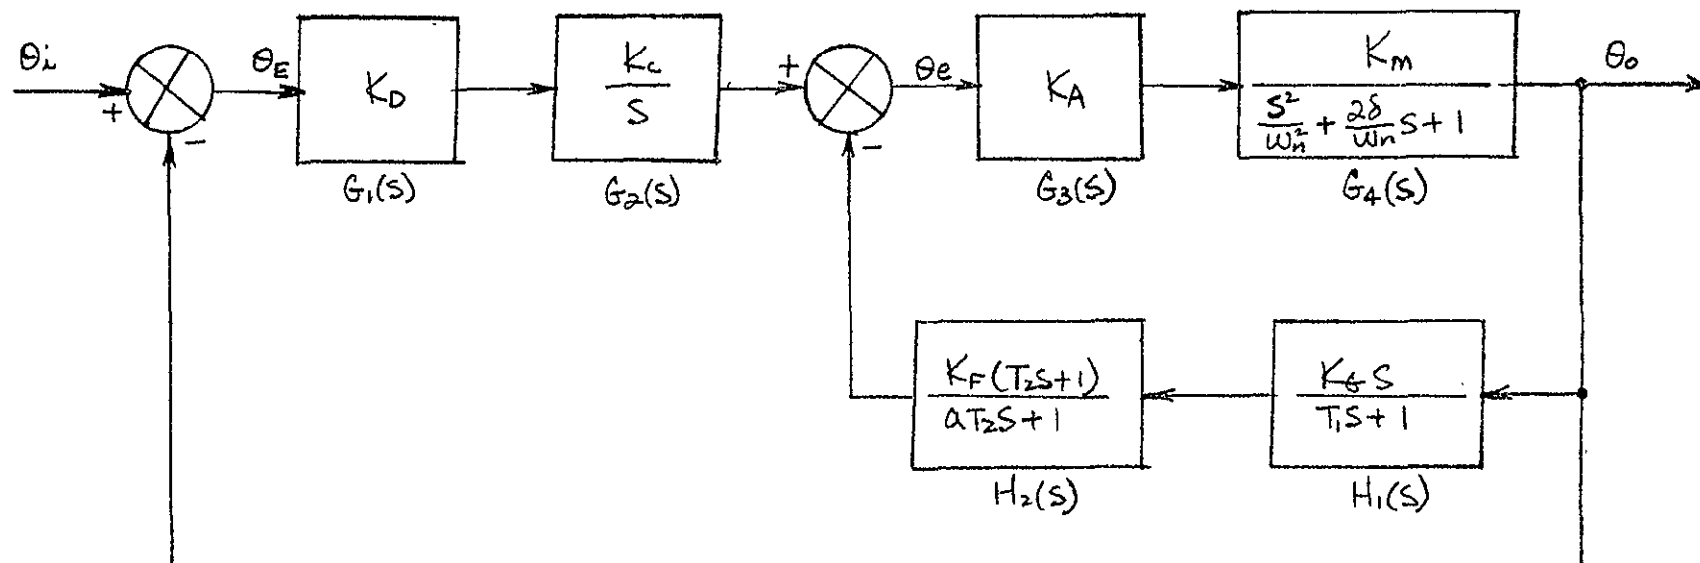 θi
+
-
θE
KD
G1(S)
Kc
S
G2(S)
+
-
θe
KA
G3(S)
Km
S²/ωn² + 2δ/ωn S + 1
G4(S)
θo
KF(T2S+1)
aT2S+1
H2(S)
KG S
T1S+1
H1(S)